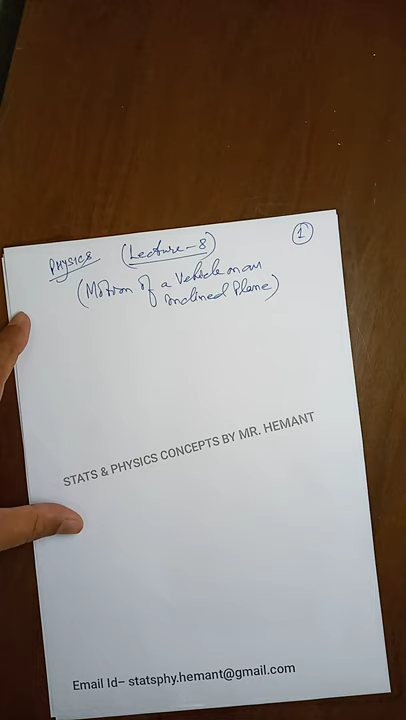 PHYSICS (Lecture-8) 1
(Motion of a Vehicle on an
Inclined Plane)
STATS & PHYSICS CONCEPTS BY MR. HEMANT
Email Id– statsphy.hemant@gmail.com